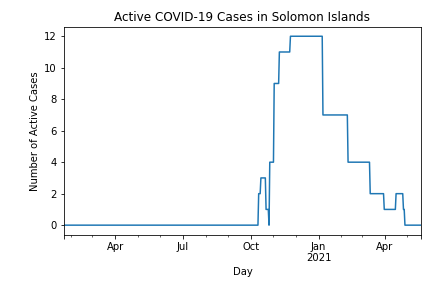 Active COVID-19 Cases in Solomon Islands
12
10
8
6
4
2
0
Number of Active Cases
Apr
Jul
Oct
Jan
2021
Apr
Day